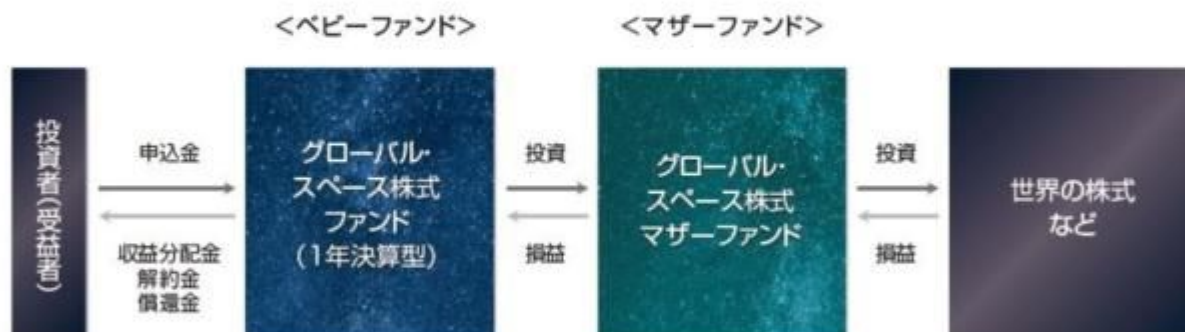 <ベビーファンド>
<マザーファンド>
投資者(受益者)
申込金
収益分配金
解約金
償還金
グローバル・
スペース株式
ファンド
(1年決算型)
投資
損益
グローバル・
スペース株式
マザーファンド
投資
損益
世界の株式
など